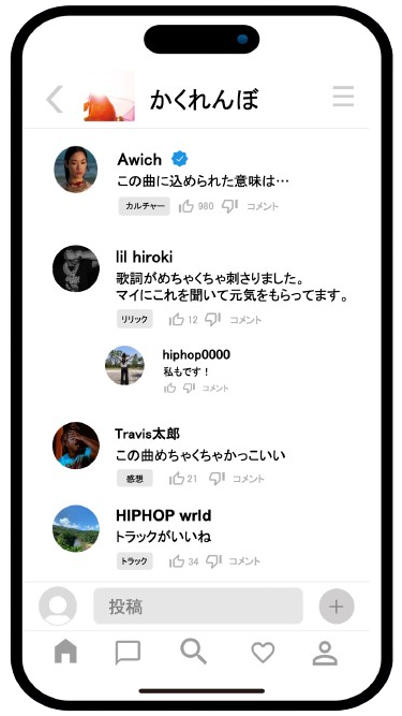 かくれんぼ
Awich
この曲に込められた意味は…
カルチャー 980 コメント
lil hiroki
歌詞がめちゃくちゃ刺さりました。
マイにこれを聞いて元気をもらってます。
リリック 12 コメント
hiphop0000
私もです！
コメント
Travis太郎
この曲めちゃくちゃかっこいい
感想 21 コメント
HIPHOP wrld
トラックがいいね
トラック 34 コメント
投稿